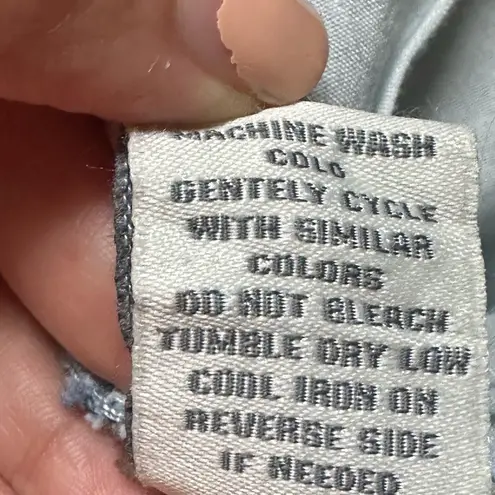 MACHINE WASH
COLD
GENTELY CYCLE
WITH SIMILAR
COLORS
DO NOT BLEACH
TUMBLE DRY LOW
COOL IRON ON
REVERSE SIDE
IF NEEDED